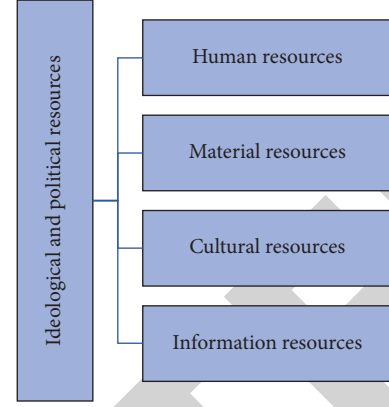 Ideological and political resources
Human resources
Material resources
Cultural resources
Information resources